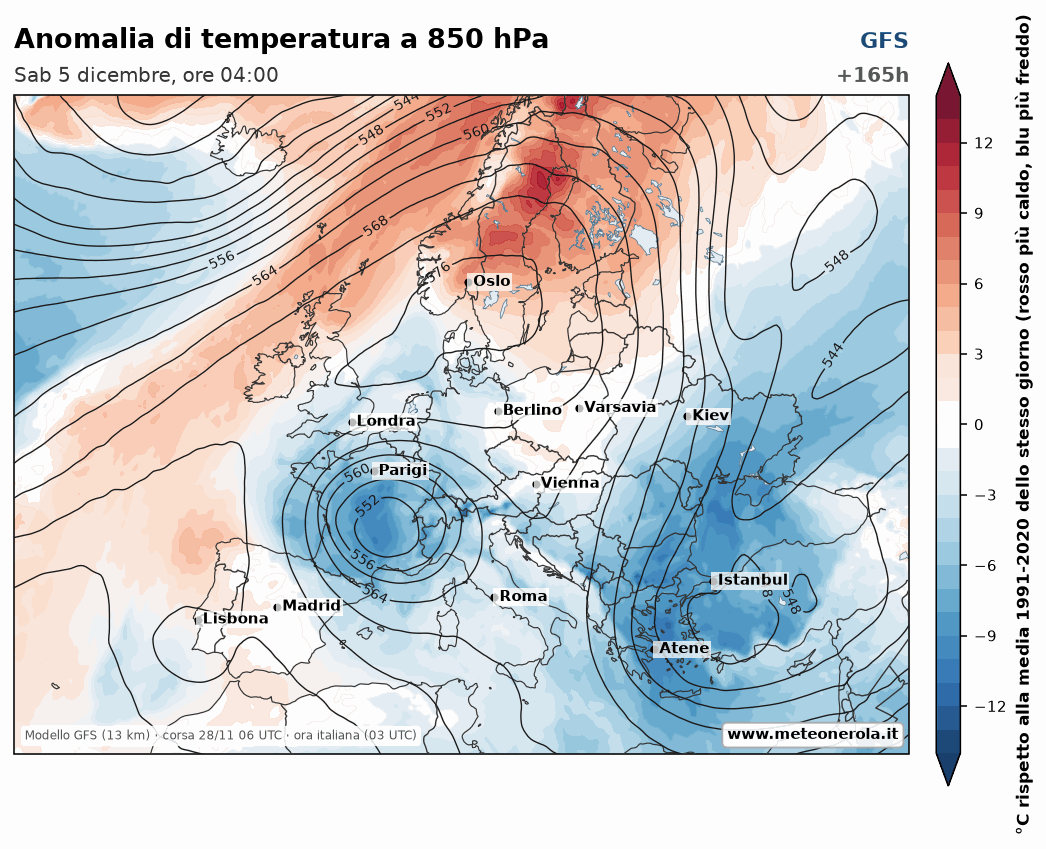 Anomalia di temperatura a 850 hPa
GFS
Sab 5 dicembre, ore 04:00
+165h
544
552
548
560
568
556
564
576
548
544
Oslo
Berlino
Varsavia
Kiev
Londra
Parigi
560
Vienna
552
556
564
Istanbul
548
Roma
Madrid
Lisbona
Atene
Modello GFS (13 km) · corsa 28/11 06 UTC · ora italiana (03 UTC)
www.meteonerola.it
12
9
6
3
0
−3
−6
−9
−12
°C rispetto alla media 1991-2020 dello stesso giorno (rosso più caldo, blu più freddo)